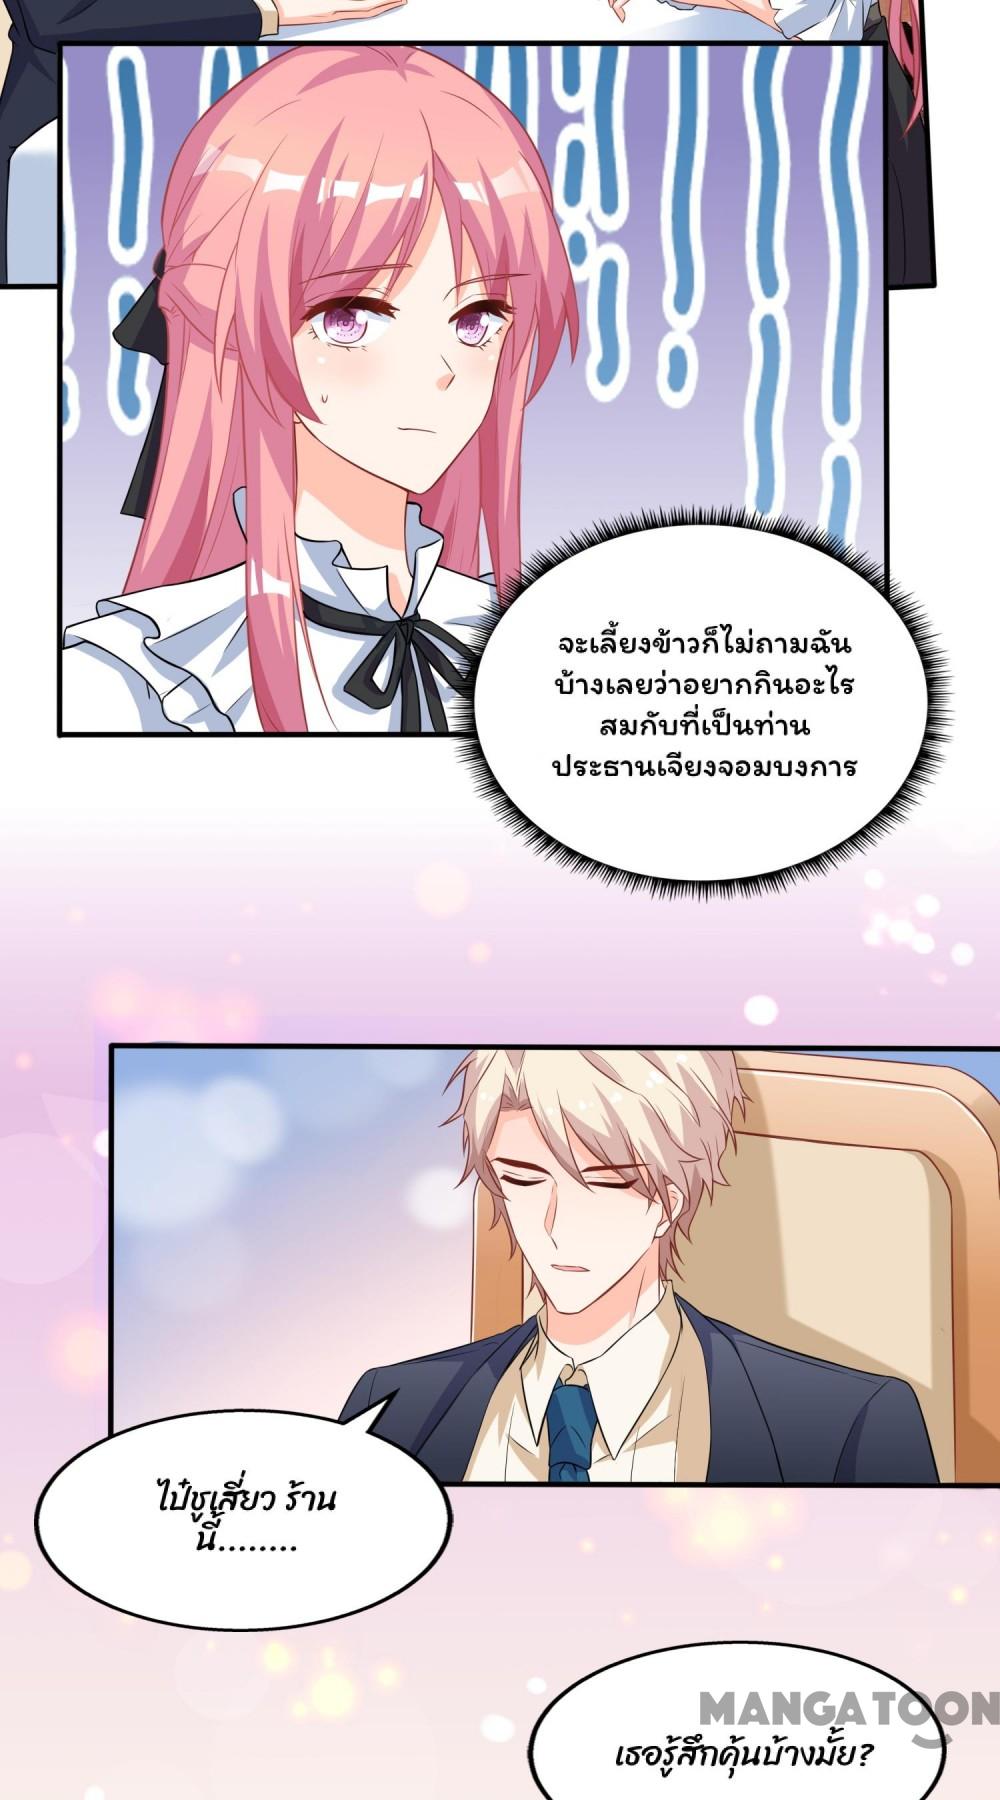 จะเลี้ยงข้าวก็ไม่ถามฉัน
บ้างเลยว่าอยากกินอะไร
สมกับที่เป็นท่าน
ประธานเจียงจอมบงการ
ไป๋ชูเสี่ยว ร้าน
นี้........
MANGATOON
เธอรู้สึกคุ้นบ้างมั้ย?